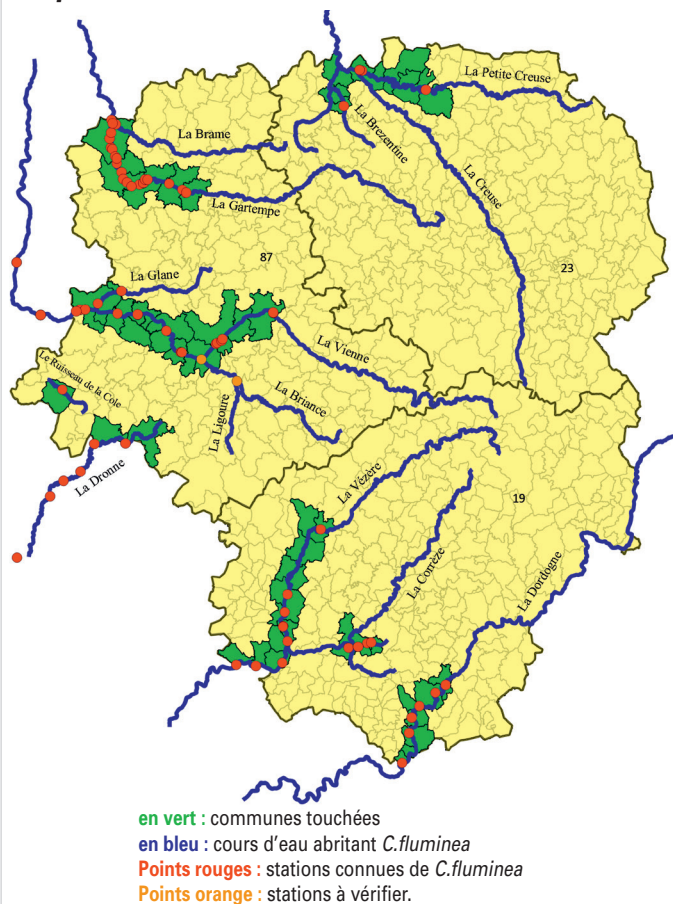 La Petite Creuse
La Brame
La Brezentine
La Creuse
La Gartempe
87
23
La Glane
La Vienne
Le Ruisseau de la Cole
La Ligoure
La Briance
La Dronne
La Vézère
19
La Corrèze
La Dordogne
en vert : communes touchées
en bleu : cours d'eau abritant C.fluminea
Points rouges : stations connues de C.fluminea
Points orange : stations à vérifier.